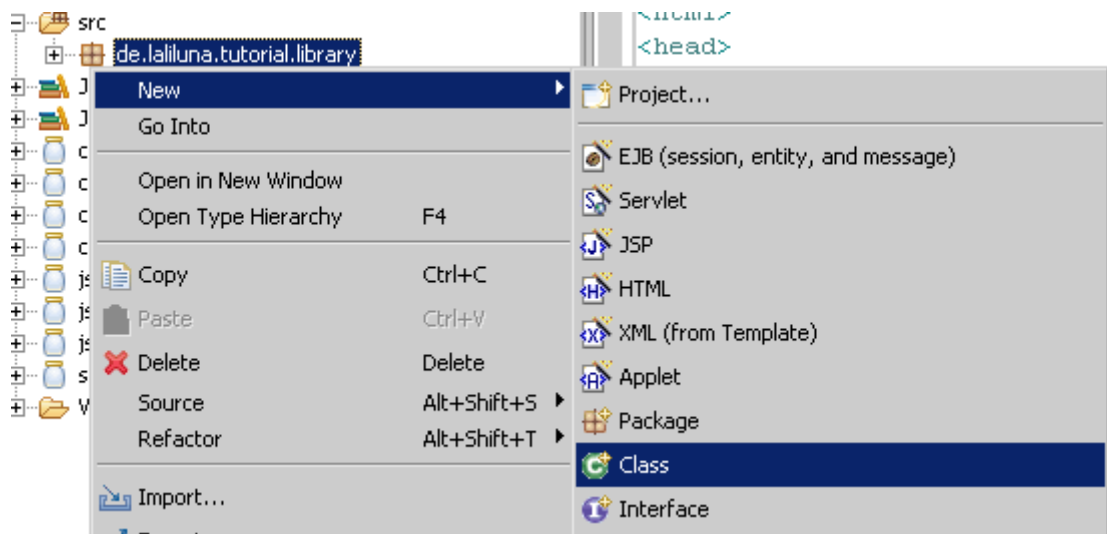 src
<html>
de.laliluna.tutorial.library
<head>
New
Project...
Go Into
EJB (session, entity, and message)
Open in New Window
Servlet
Open Type Hierarchy F4
JSP
Copy Ctrl+C
HTML
Paste Ctrl+V
XML (from Template)
Delete Delete
Applet
Source Alt+Shift+S
Package
Refactor Alt+Shift+T
Class
Import...
Interface